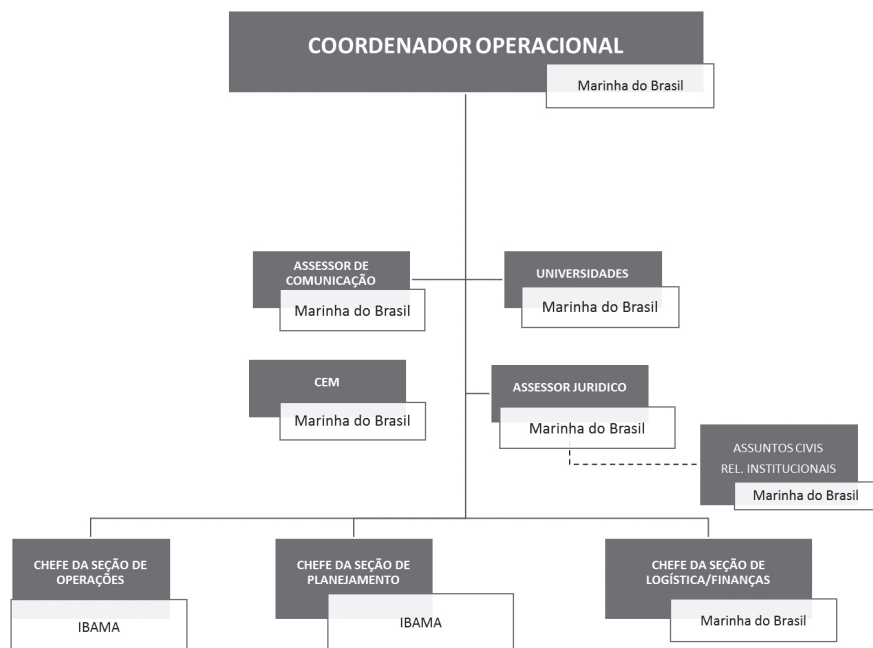 COORDENADOR OPERACIONAL
Marinha do Brasil
ASSESSOR DE
COMUNICAÇÃO
Marinha do Brasil
UNIVERSIDADES
Marinha do Brasil
CEM
Marinha do Brasil
ASSESSOR JURIDICO
Marinha do Brasil
ASSUNTOS CIVIS
REL. INSTITUCIONAIS
Marinha do Brasil
CHEFE DA SEÇÃO DE
OPERAÇÕES
IBAMA
CHEFE DA SEÇÃO DE
PLANEJAMENTO
IBAMA
CHEFE DA SEÇÃO DE
LOGÍSTICA/FINANÇAS
Marinha do Brasil